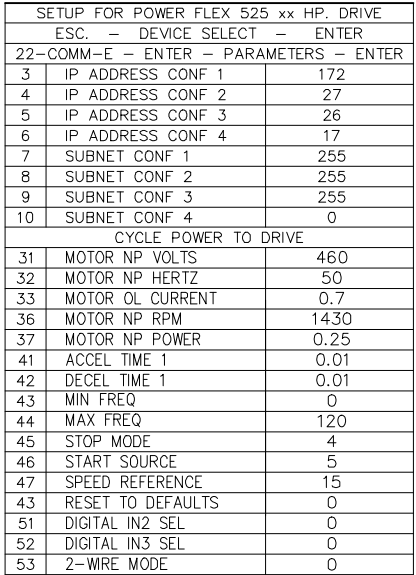 SETUP FOR POWER FLEX 525 xx HP. DRIVE
ESC. – DEVICE SELECT – ENTER
22-COMM-E – ENTER – PARAMETERS – ENTER
3 IP ADDRESS CONF 1 172
4 IP ADDRESS CONF 2 27
5 IP ADDRESS CONF 3 26
6 IP ADDRESS CONF 4 17
7 SUBNET CONF 1 255
8 SUBNET CONF 2 255
9 SUBNET CONF 3 255
10 SUBNET CONF 4 0
CYCLE POWER TO DRIVE
31 MOTOR NP VOLTS 460
32 MOTOR NP HERTZ 50
33 MOTOR OL CURRENT 0.7
36 MOTOR NP RPM 1430
37 MOTOR NP POWER 0.25
41 ACCEL TIME 1 0.01
42 DECEL TIME 1 0.01
43 MIN FREQ 0
44 MAX FREQ 120
45 STOP MODE 4
46 START SOURCE 5
47 SPEED REFERENCE 15
43 RESET TO DEFAULTS 0
51 DIGITAL IN2 SEL 0
52 DIGITAL IN3 SEL 0
53 2-WIRE MODE 0